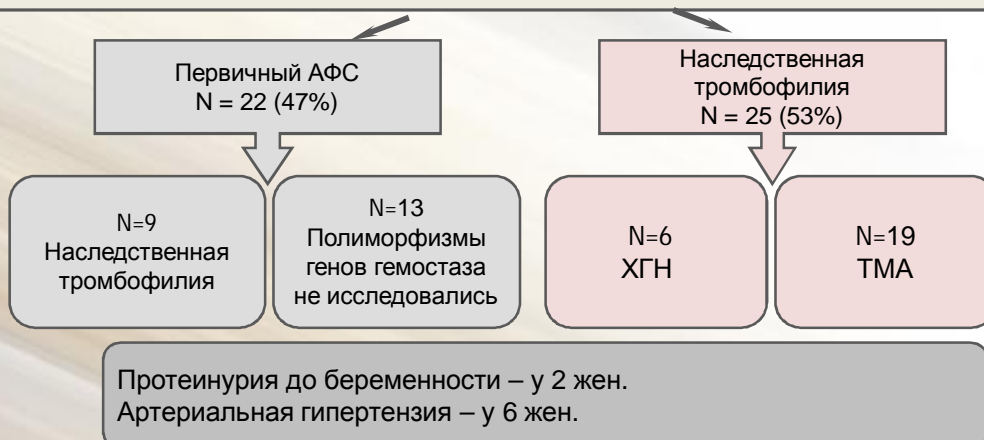 Первичный АФС
N = 22 (47%)
Наследственная
тромбофилия
N = 25 (53%)
N=9
Наследственная
тромбофилия
N=13
Полиморфизмы
генов гемостаза
не исследовались
N=6
ХГН
N=19
ТМА
Протеинурия до беременности – у 2 жен.
Артериальная гипертензия – у 6 жен.